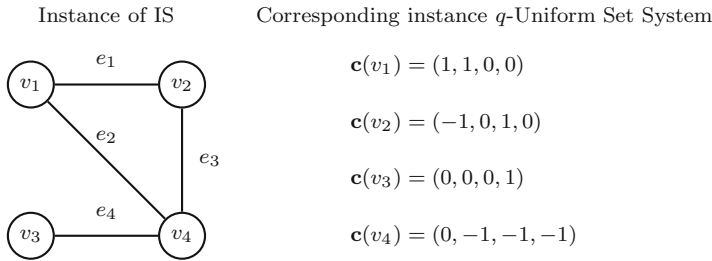 Instance of IS
Corresponding instance q-Uniform Set System
e₁
v₁
v₂
c(v₁) = (1, 1, 0, 0)
c(v₂) = (−1, 0, 1, 0)
e₂
e₃
c(v₃) = (0, 0, 0, 1)
e₄
v₃
v₄
c(v₄) = (0, −1, −1, −1)